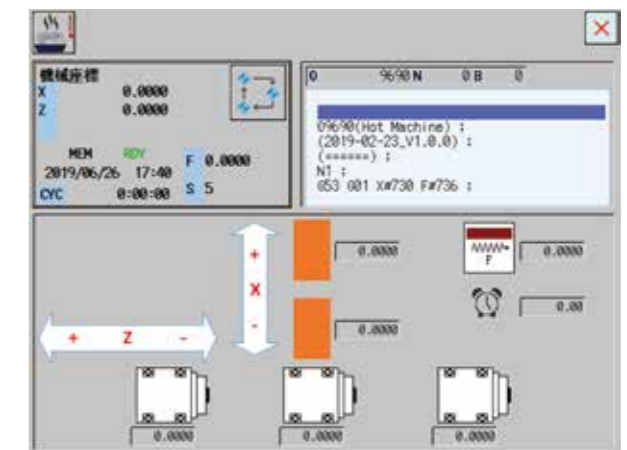 機械座標
X 0.0000
Z 0.0000
MEM RDY
2019/06/26 17:40
CYC 0:00:00
F 0.0000
S 5
O 9690 N 0 B 0
O9690(Hot Machine) ;
(2019-02-23_V1.0.0) ;
(======) ;
N1 ;
G53 G01 X#730 F#736 ;
+
X
-
+ Z -
0.0000
0.0000
F 0.0000
0.00
0.0000
0.0000
0.0000